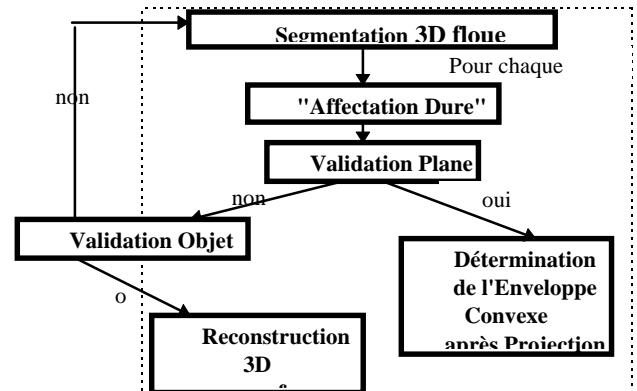 Segmentation 3D floue
Pour chaque
non
"Affectation Dure"
Validation Plane
non
oui
Validation Objet
Détermination
de l'Enveloppe
Convexe
après Projection
o
Reconstruction
3D